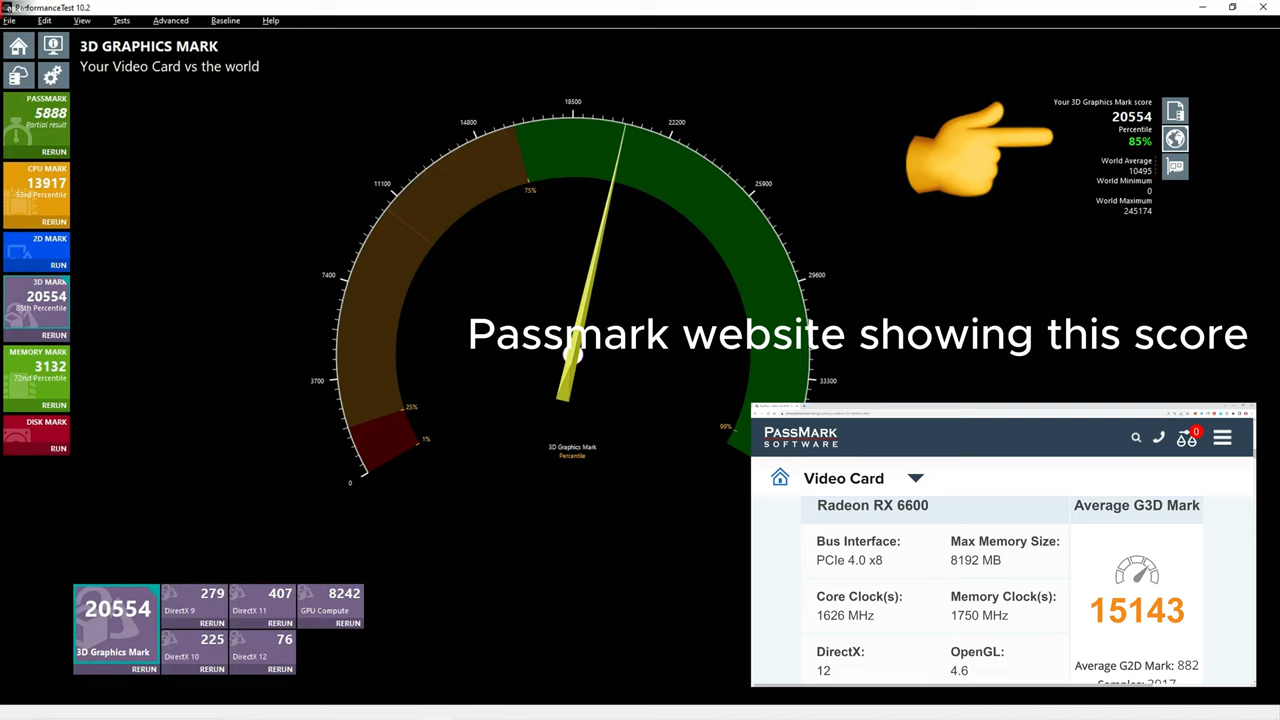 PerformanceTest 10.2
File Edit View Tests Advanced Baseline Help
3D GRAPHICS MARK
Your Video Card vs the world
PASSMARK
5888
Partial result
RERUN
CPU MARK
13917
53rd Percentile
RERUN
2D MARK
RUN
3D MARK
20554
85th Percentile
RERUN
MEMORY MARK
3132
72nd Percentile
RERUN
DISK MARK
RUN
0
3700
7400
11100
14800
18500
22200
25900
29600
33300
1%
25%
75%
99%
3D Graphics Mark
Percentile
Your 3D Graphics Mark score
20554
Percentile
85%
World Average
10495
World Minimum
0
World Maximum
245174
Passmark website showing this score
20554
3D Graphics Mark
RERUN
279
DirectX 9
RERUN
407
DirectX 11
RERUN
8242
GPU Compute
RERUN
225
DirectX 10
RERUN
76
DirectX 12
RERUN
PASSMARK
SOFTWARE
0
Video Card
Radeon RX 6600
Average G3D Mark
Bus Interface:
PCIe 4.0 x8
Max Memory Size:
8192 MB
Core Clock(s):
1626 MHz
Memory Clock(s):
1750 MHz
DirectX:
12
OpenGL:
4.6
15143
Average G2D Mark: 882